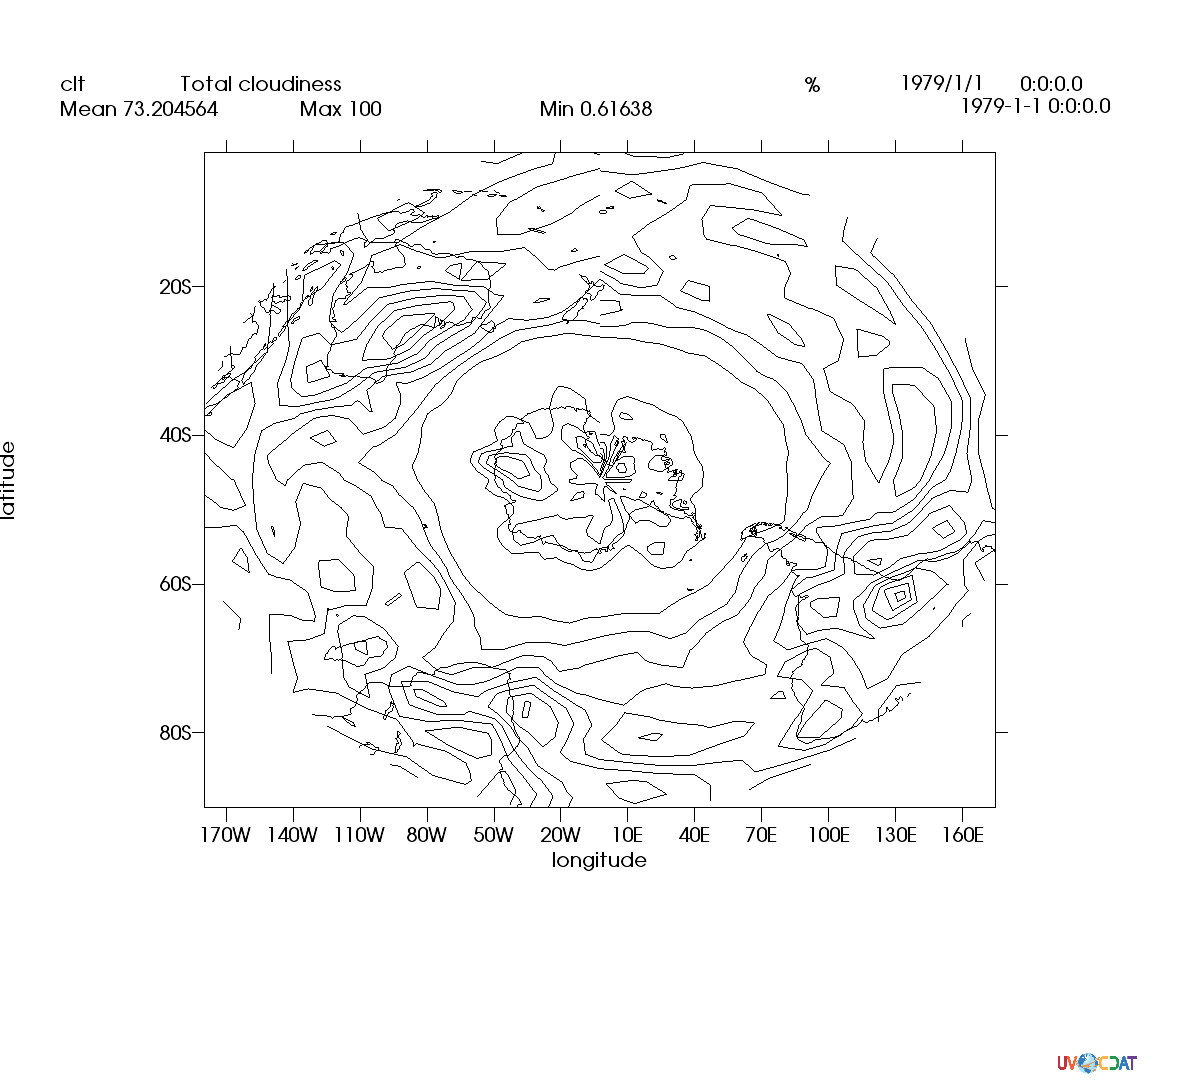 clt Total cloudiness % 1979/1/1 0:0:0.0
Mean 73.204564 Max 100 Min 0.61638 1979-1-1 0:0:0.0
20S
40S
60S
80S
latitude
170W 140W 110W 80W 50W 20W 10E 40E 70E 100E 130E 160E
longitude
UVCDAT